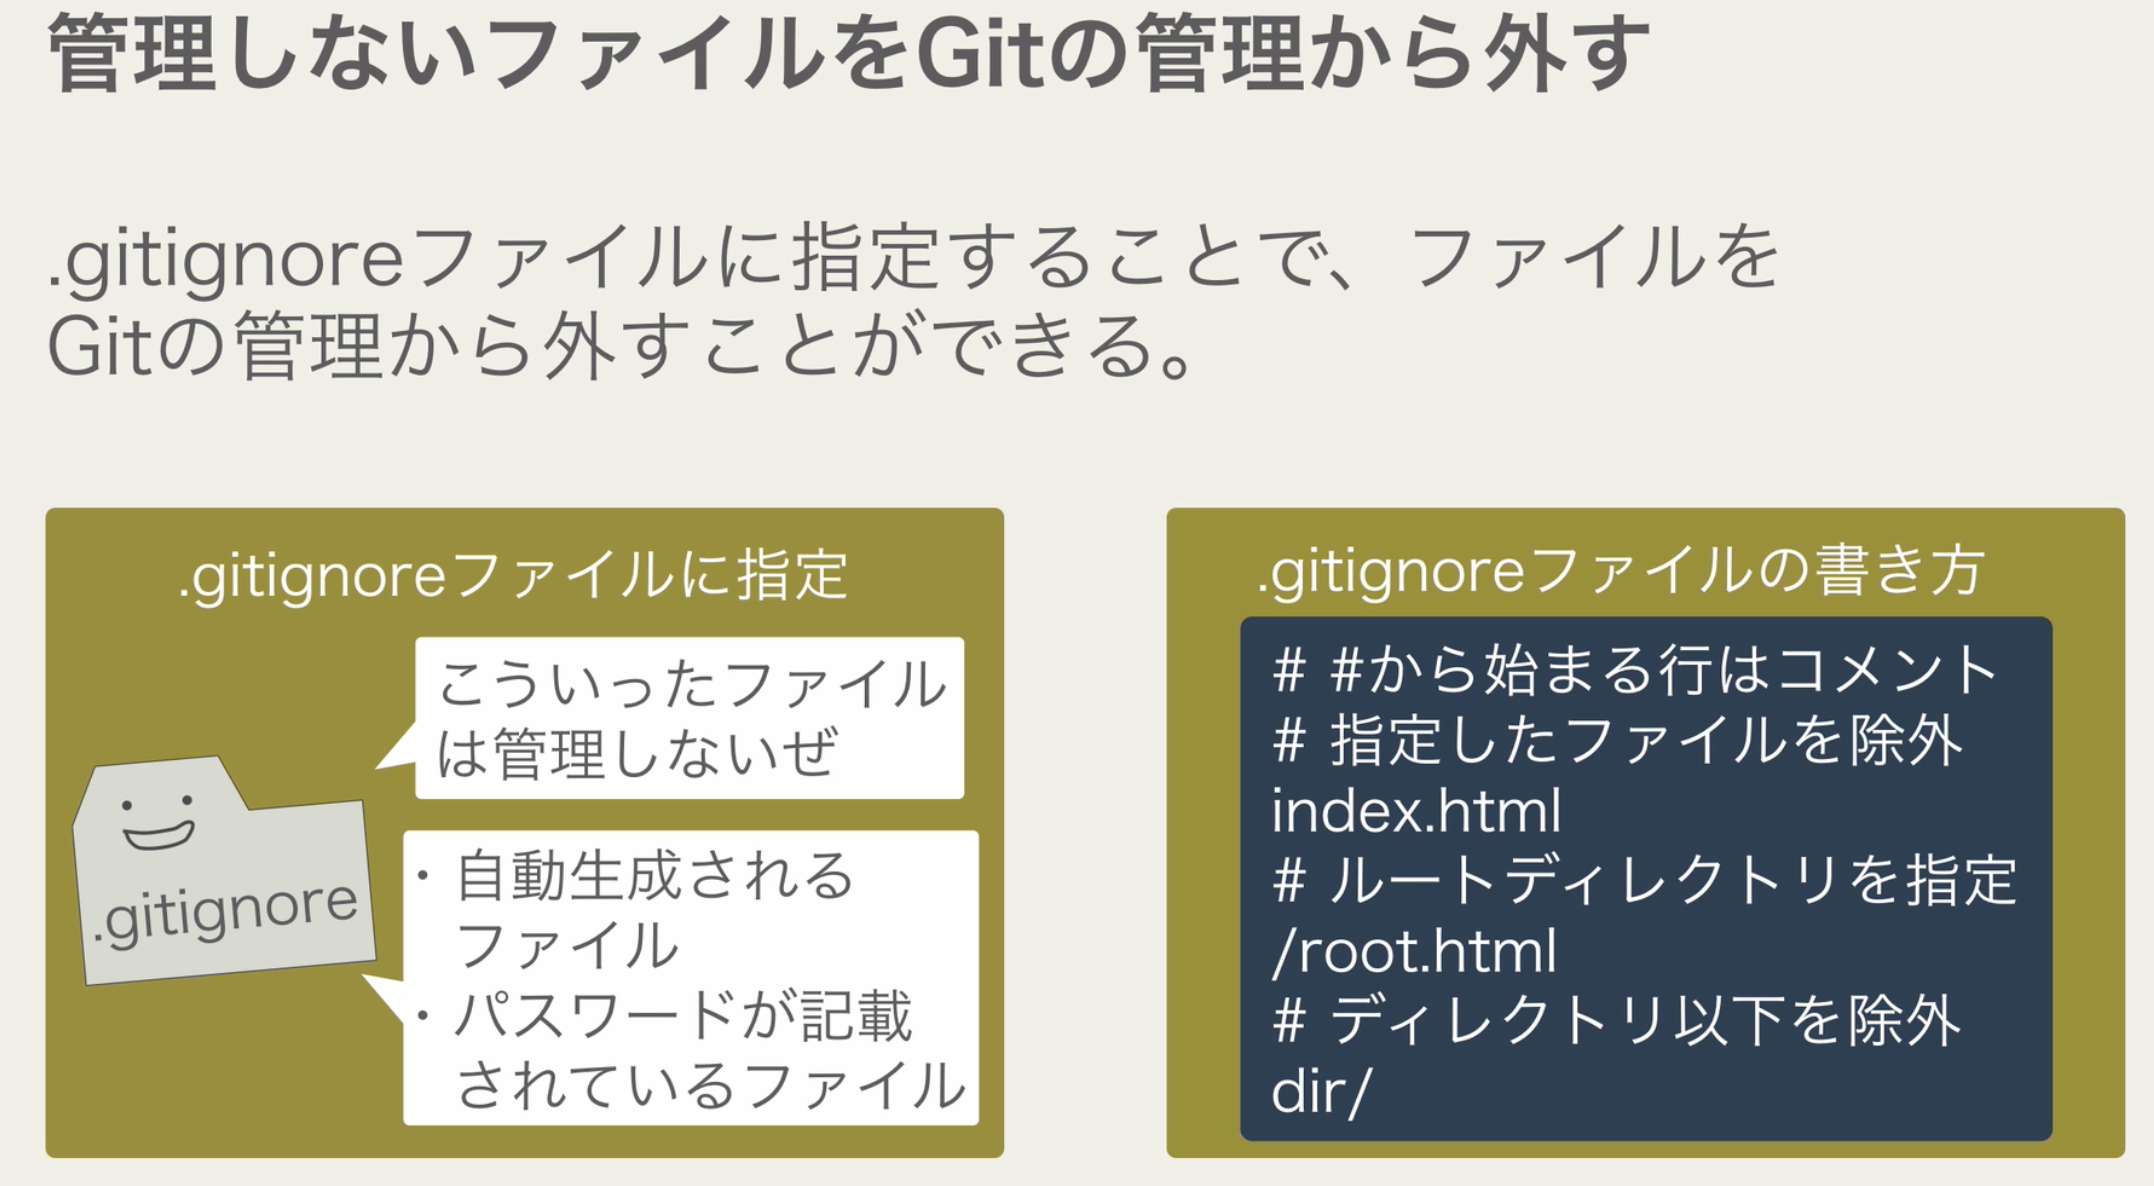 管理しないファイルをGitの管理から外す
.gitignoreファイルに指定することで、ファイルを
Gitの管理から外すことができる。
.gitignoreファイルに指定
こういったファイル
は管理しないぜ
.gitignore
・自動生成される
ファイル
・パスワードが記載
されているファイル
.gitignoreファイルの書き方
# #から始まる行はコメント
# 指定したファイルを除外
index.html
# ルートディレクトリを指定
/root.html
# ディレクトリ以下を除外
dir/